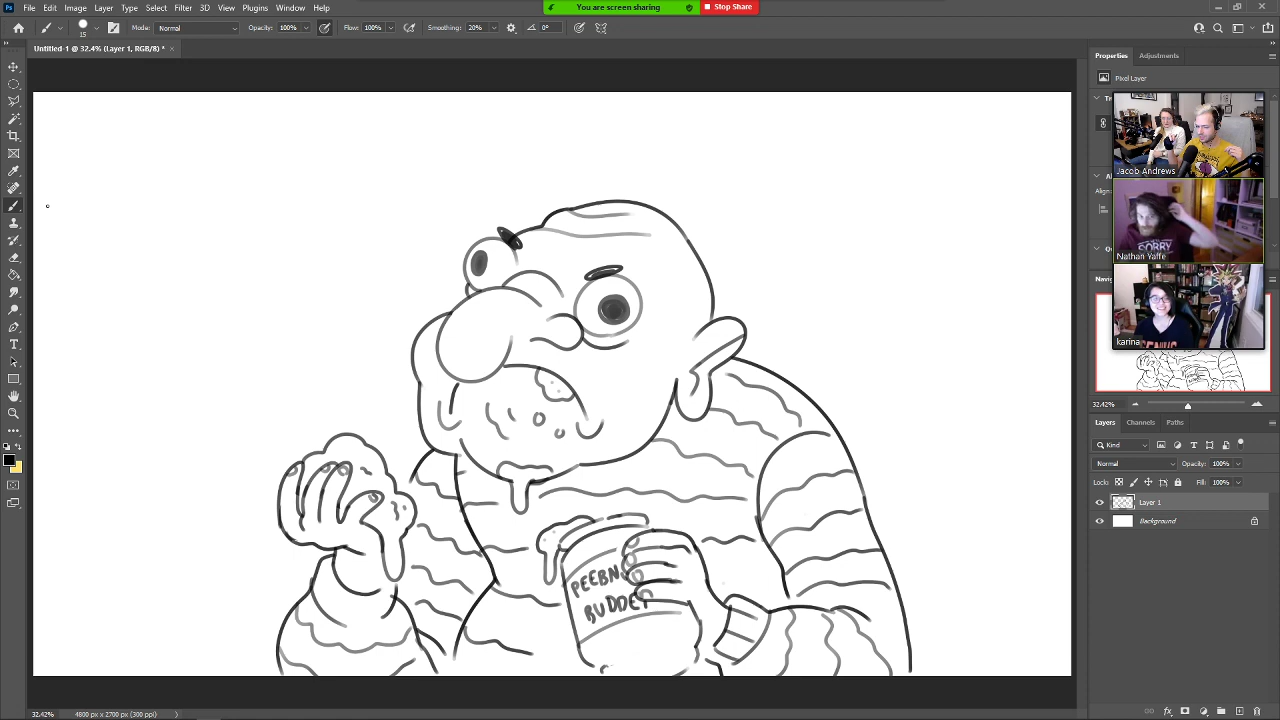 File Edit Image Layer Type Select Filter 3D View Plugins Window Help
You are screen sharing
Stop Share
15
Mode: Normal
Opacity: 100%
Flow: 100%
Smoothing: 20%
0°
Untitled-1 @ 32.4% (Layer 1, RGB/8) *
Properties Adjustments
Pixel Layer
Jacob Andrews
SORRY
Nathan Yaffe
karina
32.42%
Layers Channels Paths
Kind
Normal
Opacity: 100%
Lock:
Fill: 100%
Layer 1
Background
PEEBN
BUDDE
32.42%
4800 px x 2700 px (300 ppi)